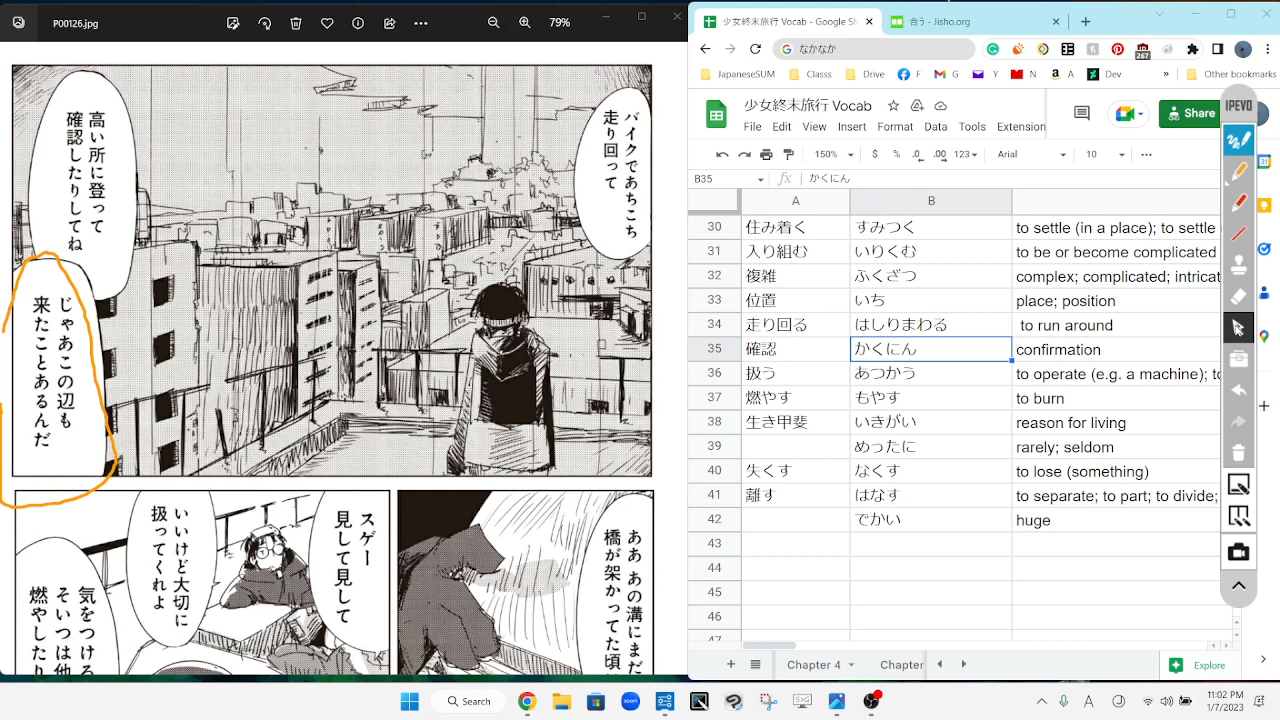 P00126.jpg
79%
バイクであちこち
走り回って
高い所に登って
確認したりしてね
じゃあこの辺も
来たことあるんだ
ああ あの溝にまだ
橋が架かってた頃
スゲー
見して見して
いいけど大切に
扱ってくれよ
気をつける
そいつは他
燃やしたり
少女終末旅行 Vocab - Google Sh
合う - Jisho.org
なかなか
267
JapaneseSUM
Classs
Drive
F
G
Y
N
A
Dev
»
Other bookmarks
少女終末旅行 Vocab
Share
File Edit View Insert Format Data Tools Extension
150% $ % .0 .00 123 Arial 10
B35 fx かくにん
A B
30 住み着く すみつく to settle (in a place); to settle
31 入り組む いりくむ to be or become complicated
32 複雑 ふくざつ complex; complicated; intricat
33 位置 いち place; position
34 走り回る はしりまわる to run around
35 確認 かくにん confirmation
36 扱う あつかう to operate (e.g. a machine); to
37 燃やす もやす to burn
38 生き甲斐 いきがい reason for living
39 めったに rarely; seldom
40 失くす なくす to lose (something)
41 離す はなす to separate; to part; to divide;
42 でかい huge
43
44
45
46
47
Chapter 4
Chapter
Explore
IPEVO
31
Search
zoom
A
11:02 PM
1/7/2023